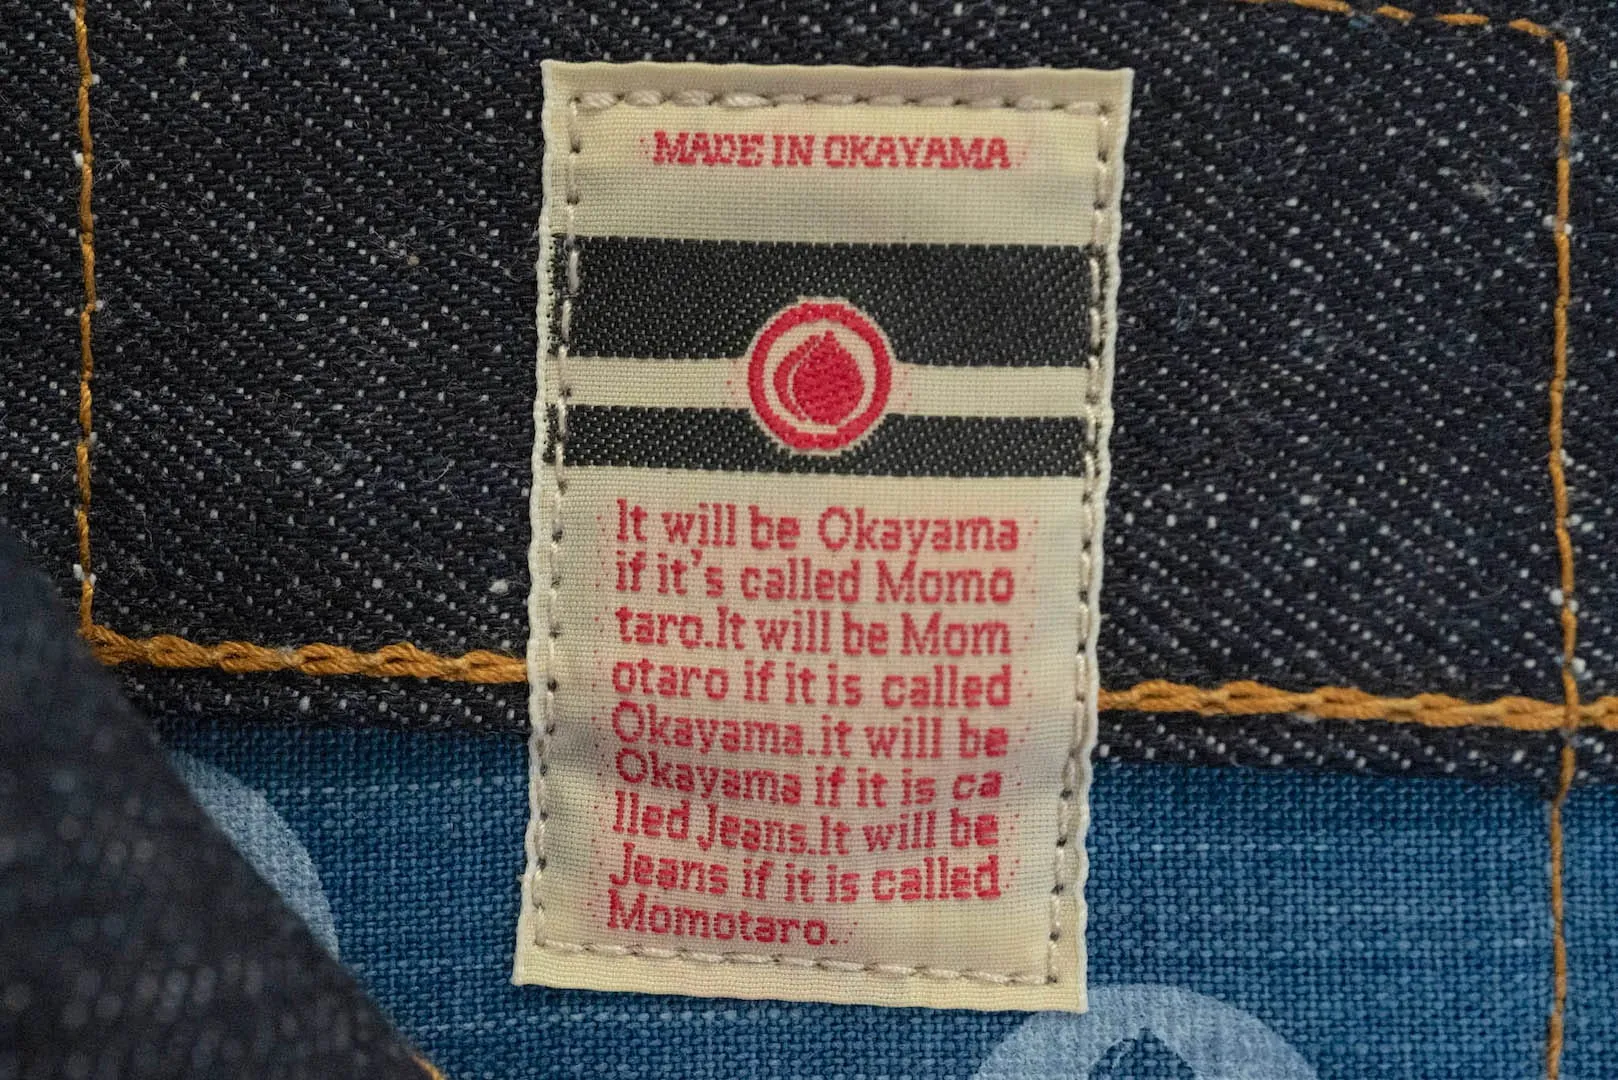 MADE IN OKAYAMA
It will be Okayama
if it's called Momo
taro.It will be Mom
otaro if it is called
Okayama.it will be
Okayama if it is ca
lled Jeans.It will be
Jeans if it is called
Momotaro.